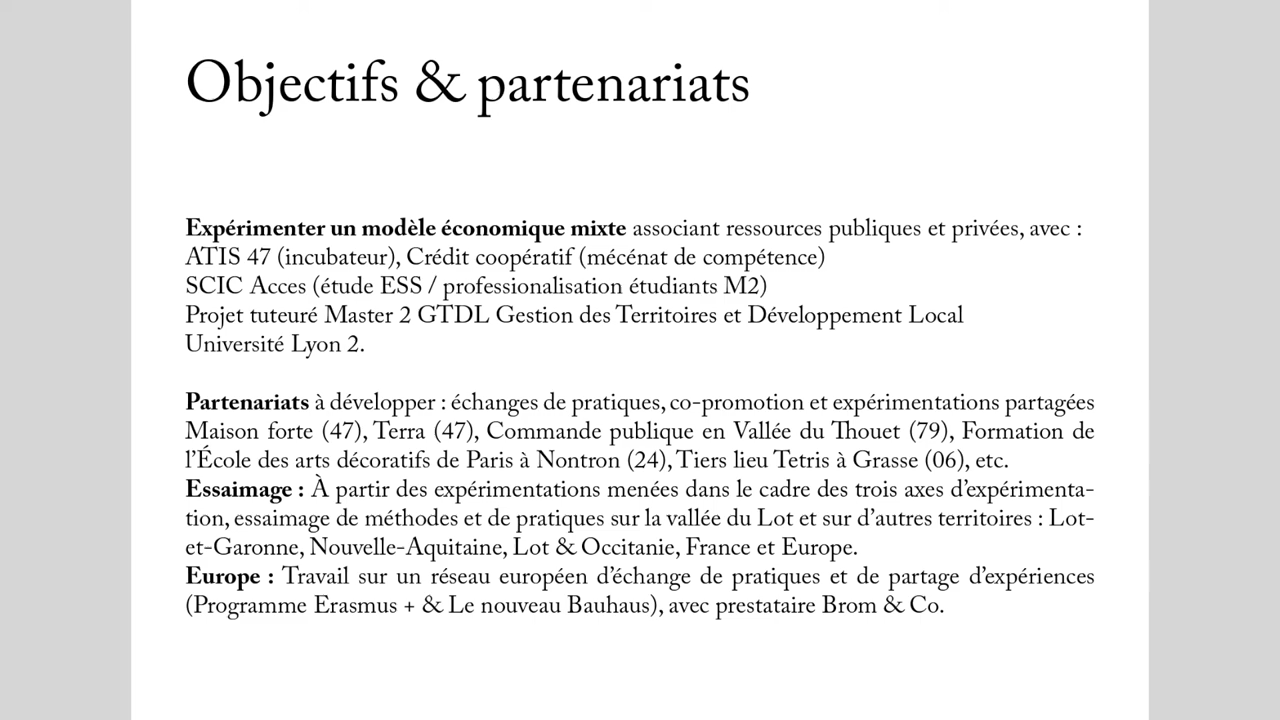 Objectifs & partenariats
Expérimenter un modèle économique mixte associant ressources publiques et privées, avec :
ATIS 47 (incubateur), Crédit coopératif (mécénat de compétence)
SCIC Acces (étude ESS / professionalisation étudiants M2)
Projet tuteuré Master 2 GTDL Gestion des Territoires et Développement Local
Université Lyon 2.
Partenariats à développer : échanges de pratiques, co-promotion et expérimentations partagées
Maison forte (47), Terra (47), Commande publique en Vallée du Thouet (79), Formation de
l'École des arts décoratifs de Paris à Nontron (24), Tiers lieu Tetris à Grasse (06), etc.
Essaimage : À partir des expérimentations menées dans le cadre des trois axes d'expérimenta-
tion, essaimage de méthodes et de pratiques sur la vallée du Lot et sur d'autres territoires : Lot-
et-Garonne, Nouvelle-Aquitaine, Lot & Occitanie, France et Europe.
Europe : Travail sur un réseau européen d'échange de pratiques et de partage d'expériences
(Programme Erasmus + & Le nouveau Bauhaus), avec prestataire Brom & Co.